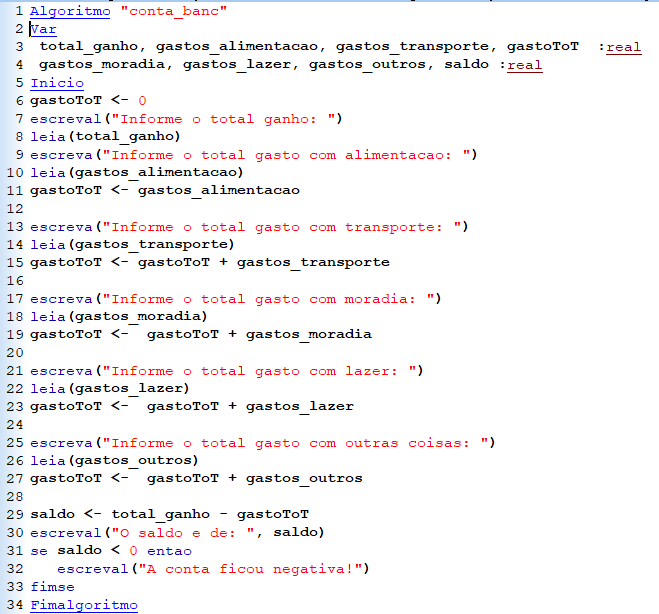 1 Algoritmo "conta_banc"
2 Var
3 total_ganho, gastos_alimentacao, gastos_transporte, gastoToT  :real
4 gastos_moradia, gastos_lazer, gastos_outros, saldo :real
5 Inicio
6 gastoToT <- 0
7 escreval("Informe o total ganho: ")
8 leia(total_ganho)
9 escreva("Informe o total gasto com alimentacao: ")
10 leia(gastos_alimentacao)
11 gastoToT <- gastos_alimentacao
12
13 escreva("Informe o total gasto com transporte: ")
14 leia(gastos_transporte)
15 gastoToT <- gastoToT + gastos_transporte
16
17 escreva("Informe o total gasto com moradia: ")
18 leia(gastos_moradia)
19 gastoToT <-  gastoToT + gastos_moradia
20
21 escreva("Informe o total gasto com lazer: ")
22 leia(gastos_lazer)
23 gastoToT <-  gastoToT + gastos_lazer
24
25 escreva("Informe o total gasto com outras coisas: ")
26 leia(gastos_outros)
27 gastoToT <-  gastoToT + gastos_outros
28
29 saldo <- total_ganho - gastoToT
30 escreval("O saldo e de: ", saldo)
31 se saldo < 0 entao
32    escreval("A conta ficou negativa!")
33 fimse
34 Fimalgoritmo